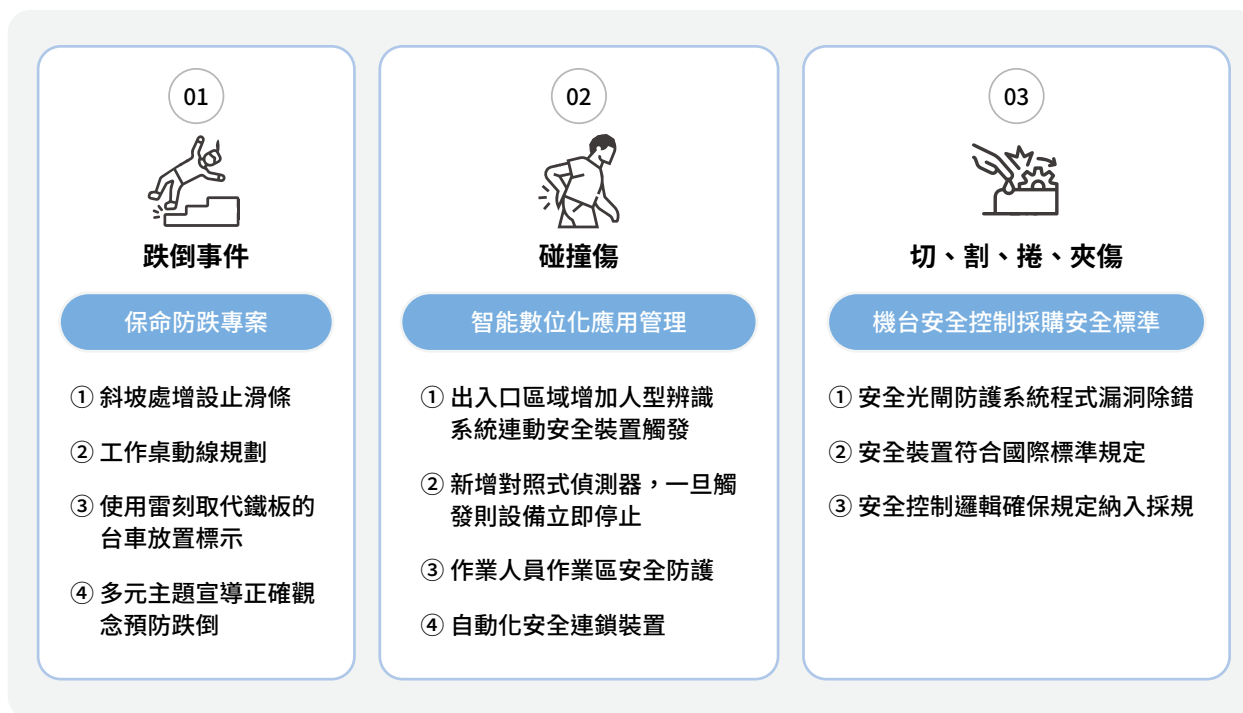 01
跌倒事件
保命防跌專案
① 斜坡處增設止滑條
② 工作桌動線規劃
③ 使用雷刻取代鐵板的
台車放置標示
④ 多元主題宣導正確觀
念預防跌倒
02
碰撞傷
智能數位化應用管理
① 出入口區域增加人型辨識
系統連動安全裝置觸發
② 新增對照式偵測器，一旦觸
發則設備立即停止
③ 作業人員作業區安全防護
④ 自動化安全連鎖裝置
03
切、割、捲、夾傷
機台安全控制採購安全標準
① 安全光閘防護系統程式漏洞除錯
② 安全裝置符合國際標準規定
③ 安全控制邏輯確保規定納入採規